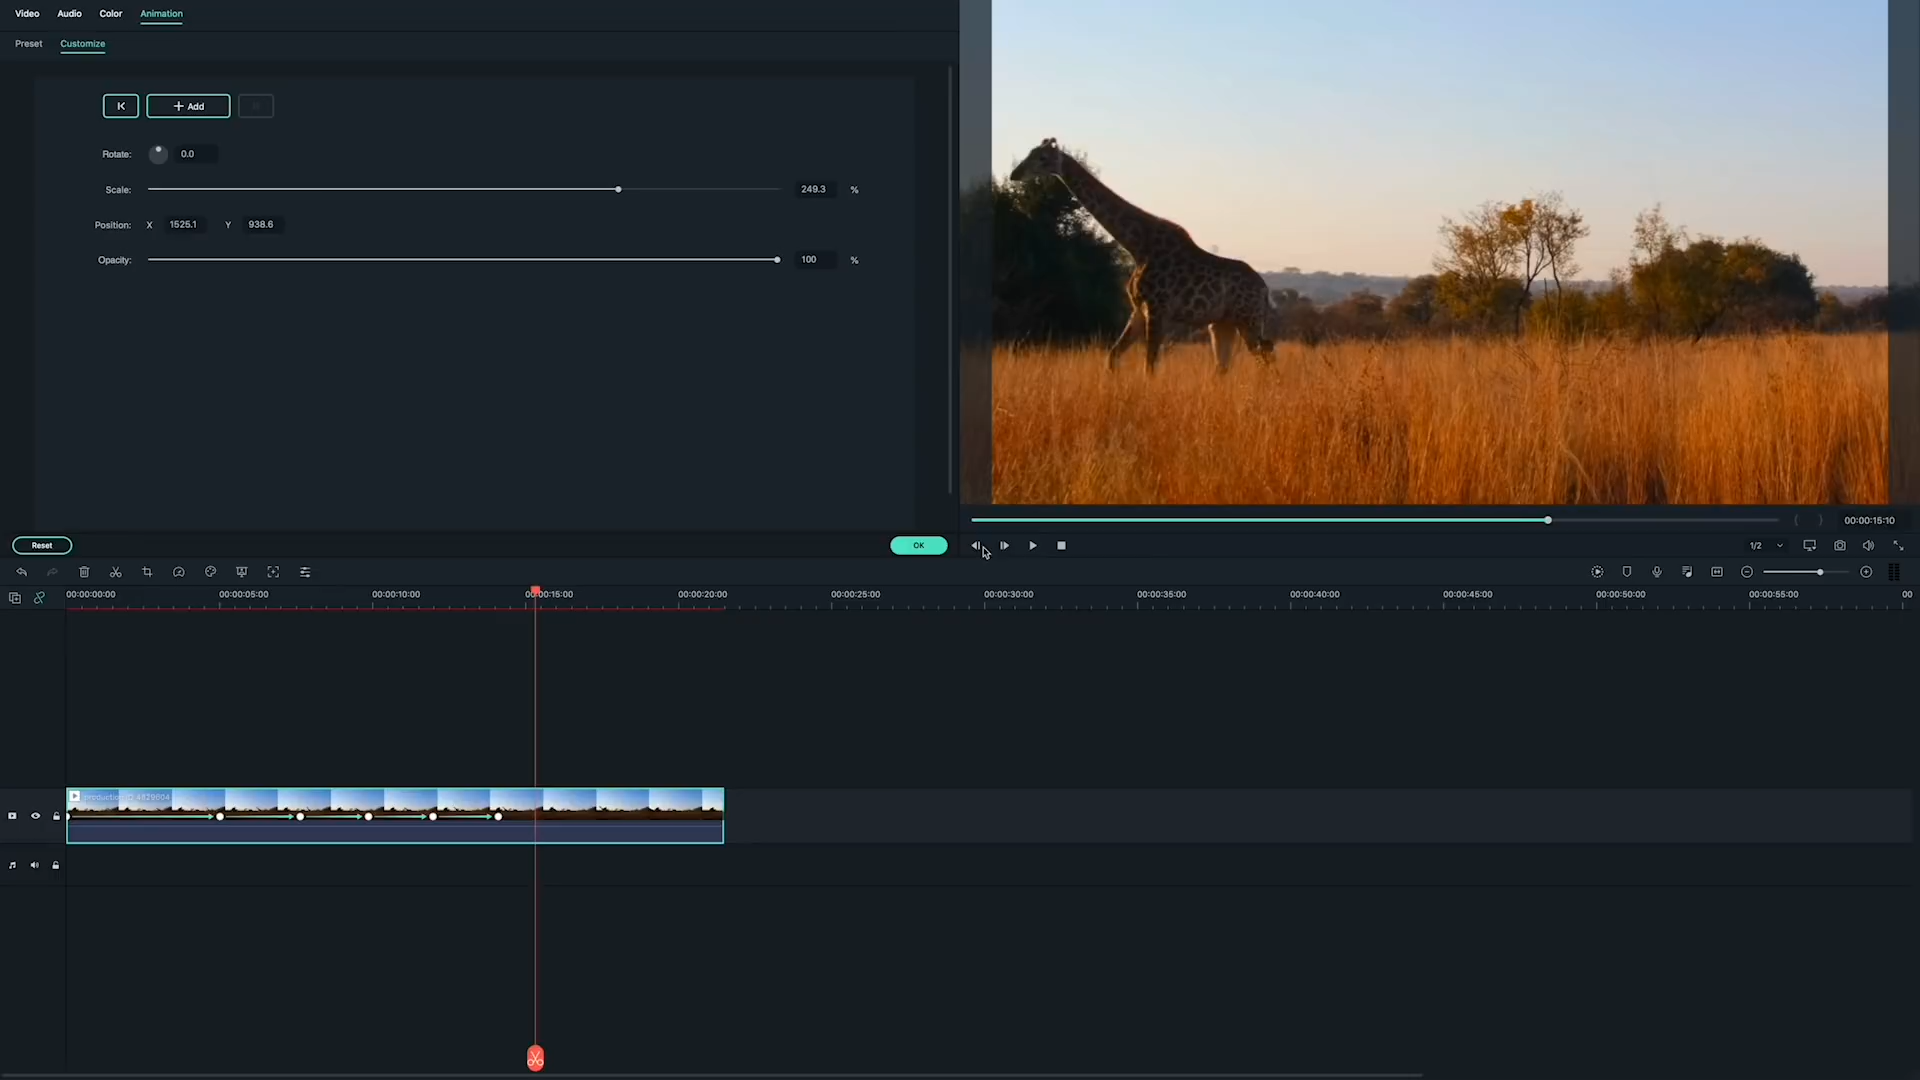 Video Audio Color Animation
Preset Customize
Add
Rotate: 0.0
Scale: 249.3 %
Position: X 1525.1 Y 938.6
Opacity: 100 %
Reset OK
00:00:15:10
1/2
00:00:00:00 00:00:05:00 00:00:10:00 00:00:15:00 00:00:20:00 00:00:25:00 00:00:30:00 00:00:35:00 00:00:40:00 00:00:45:00 00:00:50:00 00:00:55:00 00